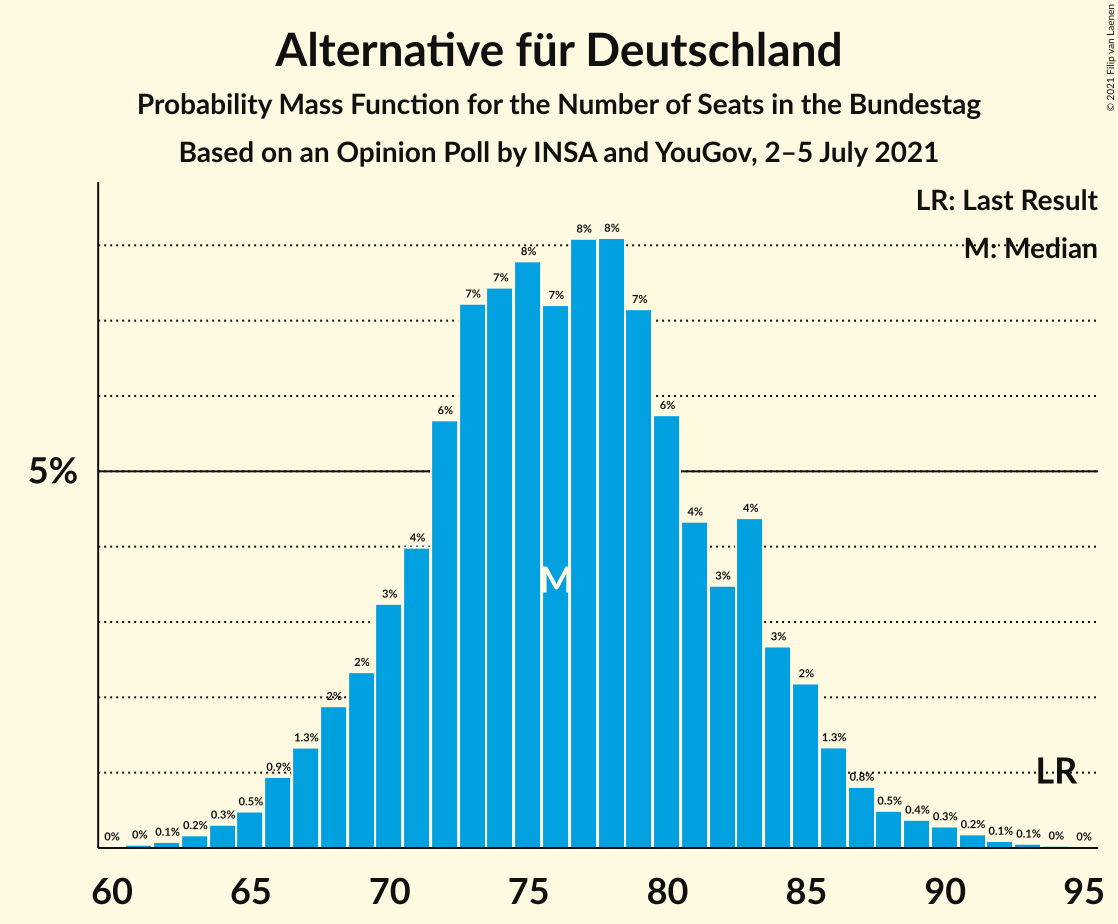 Alternative für Deutschland
Probability Mass Function for the Number of Seats in the Bundestag
Based on an Opinion Poll by INSA and YouGov, 2–5 July 2021
© 2021 Filip van Laenen
LR: Last Result
M: Median
5%
0% 0% 0.1% 0.2% 0.3% 0.5% 0.9% 1.3% 2% 2% 3% 4% 6% 7% 7% 8% 7% 8% 8% 7% 6% 4% 3% 4% 3% 2% 1.3% 0.8% 0.5% 0.4% 0.3% 0.2% 0.1% 0.1% 0% 0%
M
LR
60 65 70 75 80 85 90 95